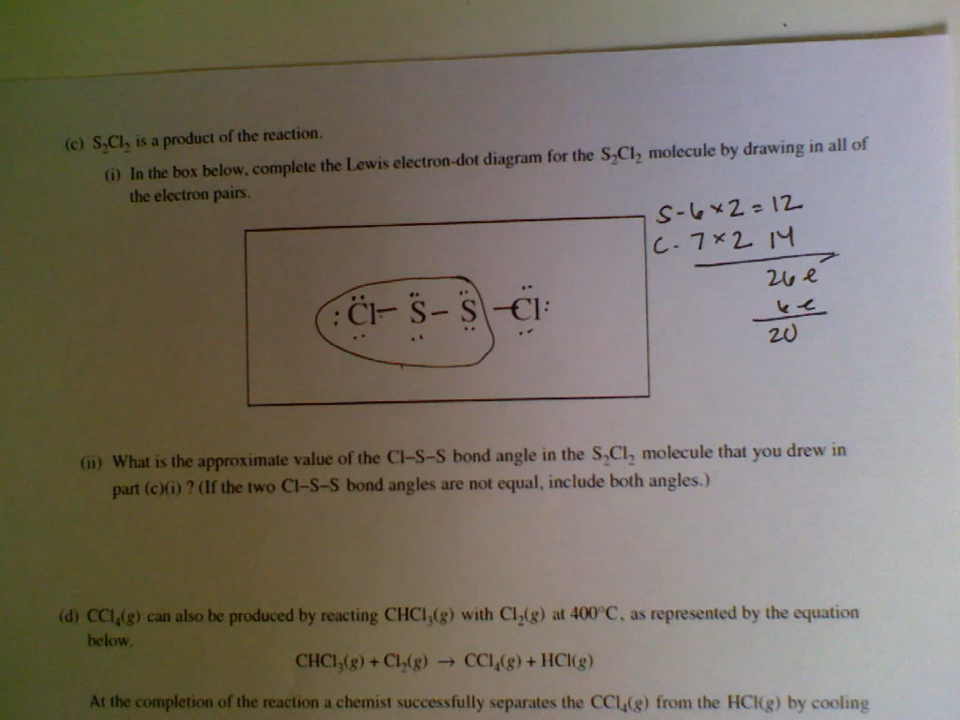 (c) S₂Cl₂ is a product of the reaction.
(i) In the box below, complete the Lewis electron-dot diagram for the S₂Cl₂ molecule by drawing in all of
the electron pairs.
S-6×2=12
C-7×2 14
26 e⁻
6 e
20
:Cl–S–S–Cl:
(ii) What is the approximate value of the Cl–S–S bond angle in the S₂Cl₂ molecule that you drew in
part (c)(i) ? (If the two Cl–S–S bond angles are not equal, include both angles.)
(d) CCl₄(g) can also be produced by reacting CHCl₃(g) with Cl₂(g) at 400°C, as represented by the equation
below.
CHCl₃(g) + Cl₂(g) → CCl₄(g) + HCl(g)
At the completion of the reaction a chemist successfully separates the CCl₄(g) from the HCl(g) by cooling